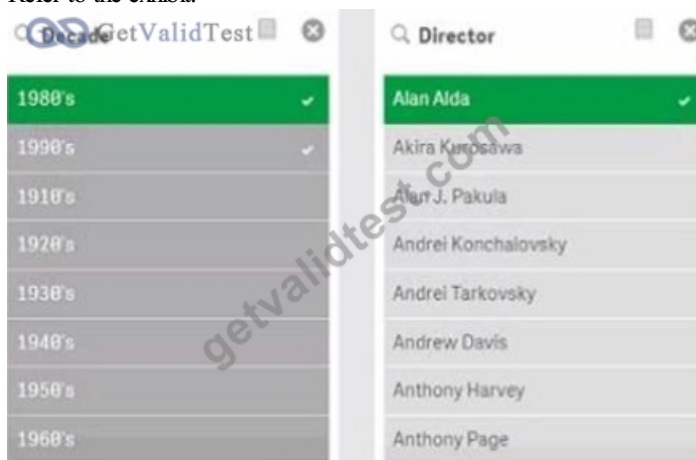 Refer to the exhibit.
Decade
GetValidTest
Director
1980's
1990's
1910's
1920's
1930's
1940's
1950's
1960's
Alan Alda
Akira Kurosawa
Alan J. Pakula
Andrei Konchalovsky
Andrei Tarkovsky
Andrew Davis
Anthony Harvey
Anthony Page
getvalidtest.com